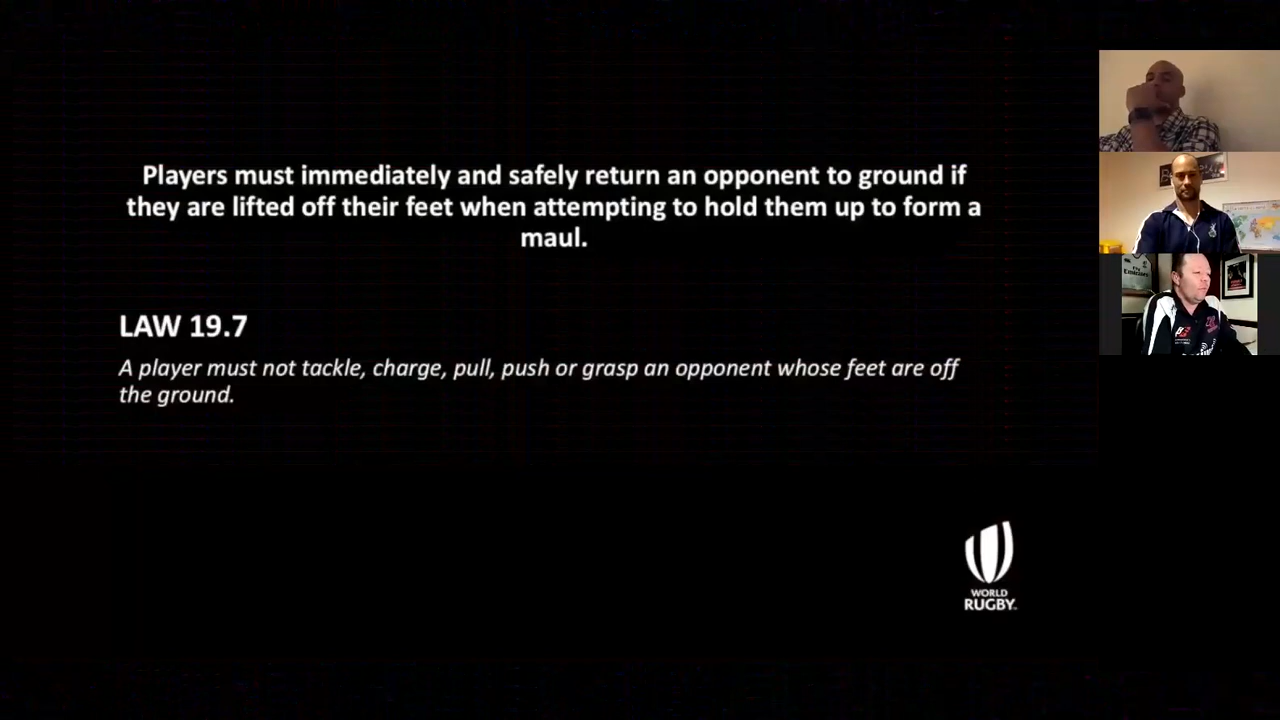 Players must immediately and safely return an opponent to ground if
they are lifted off their feet when attempting to hold them up to form a
maul.
LAW 19.7
A player must not tackle, charge, pull, push or grasp an opponent whose feet are off
the ground.
WORLD
RUGBY